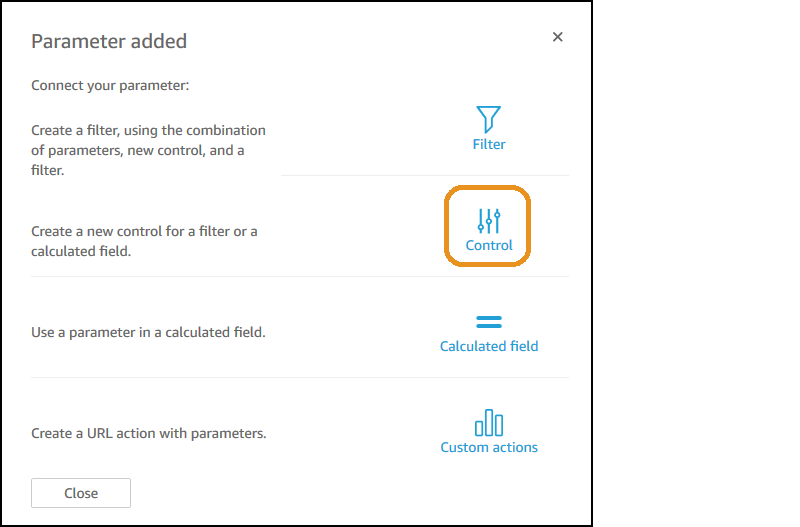 Parameter added
Connect your parameter:
Create a filter, using the combination
of parameters, new control, and a
filter.
Filter
Create a new control for a filter or a
calculated field.
Control
Use a parameter in a calculated field.
Calculated field
Create a URL action with parameters.
Custom actions
Close